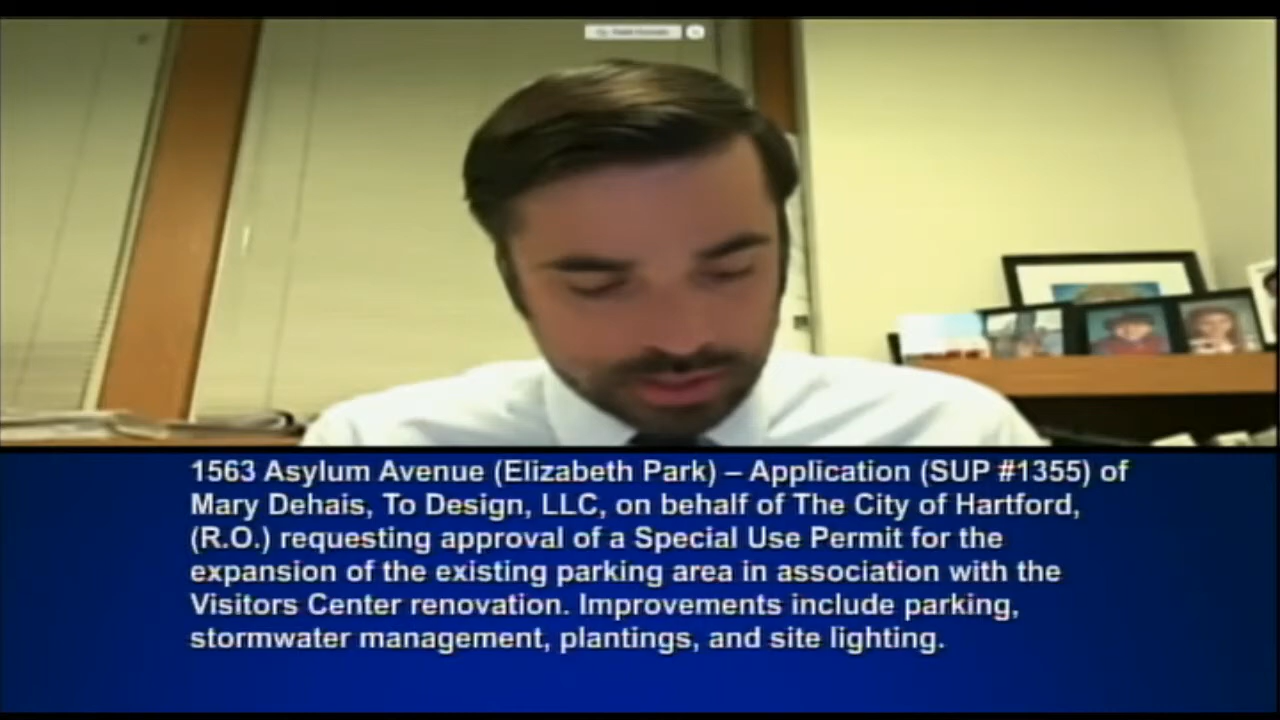 1563 Asylum Avenue (Elizabeth Park) – Application (SUP #1355) of
Mary Dehais, To Design, LLC, on behalf of The City of Hartford,
(R.O.) requesting approval of a Special Use Permit for the
expansion of the existing parking area in association with the
Visitors Center renovation. Improvements include parking,
stormwater management, plantings, and site lighting.